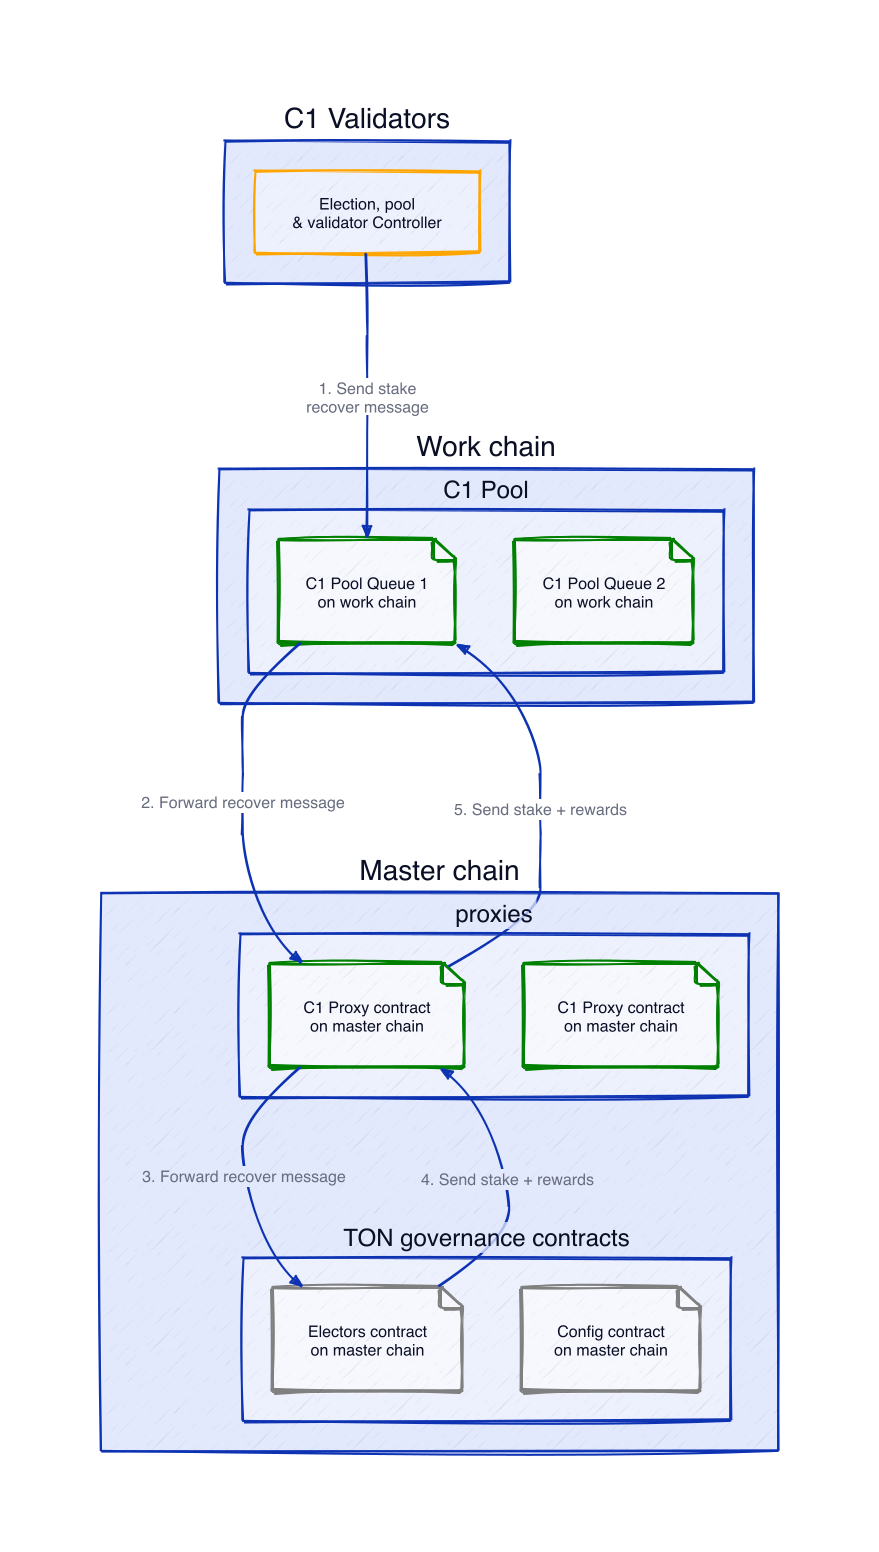 C1 Validators
Election, pool
& validator Controller
1. Send stake
recover message
Work chain
C1 Pool
C1 Pool Queue 1
on work chain
C1 Pool Queue 2
on work chain
2. Forward recover message
5. Send stake + rewards
Master chain
proxies
C1 Proxy contract
on master chain
C1 Proxy contract
on master chain
3. Forward recover message
4. Send stake + rewards
TON governance contracts
Electors contract
on master chain
Config contract
on master chain